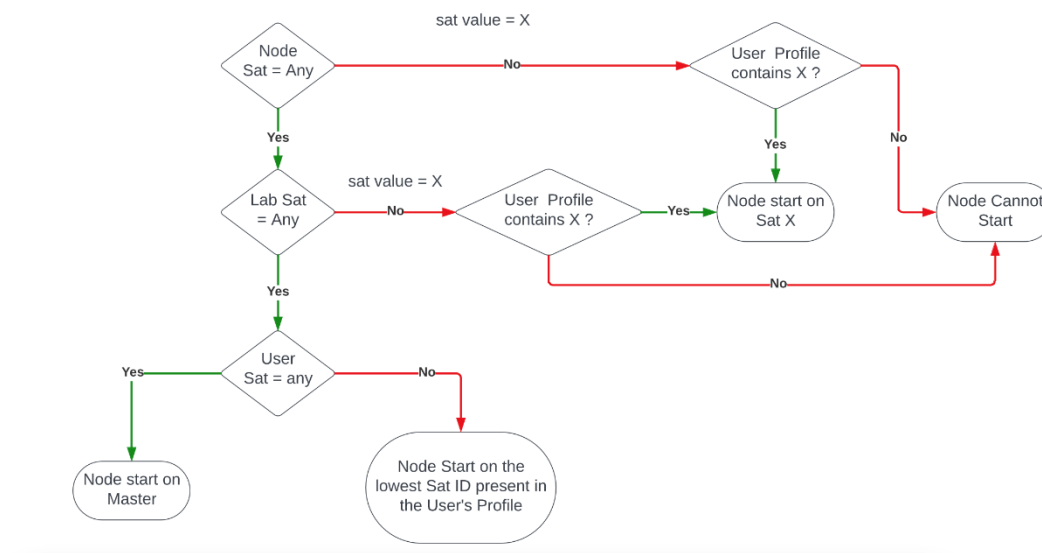 sat value = X
Node
Sat = Any
No
User  Profile
contains X ?
Yes
Yes
No
sat value = X
Lab Sat
= Any
No
User  Profile
contains X ?
Yes
Node start on
Sat X
Node Cannot
Start
Yes
No
User
Sat = any
Yes
No
Node start on
Master
Node Start on the
lowest Sat ID present in
the User's Profile